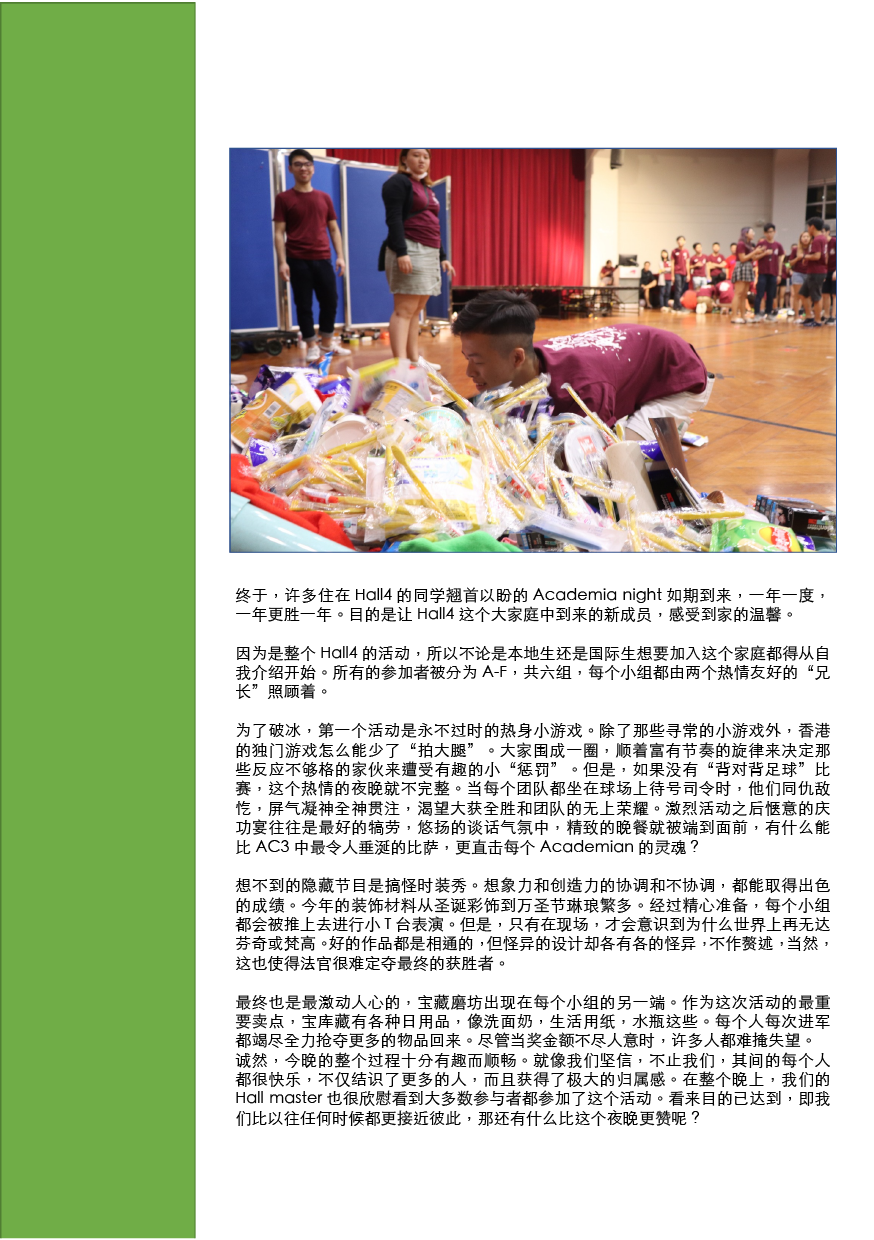 终于，许多住在 Hall4 的同学翘首以盼的 Academia night 如期到来，一年一度，
一年更胜一年。目的是让 Hall4 这个大家庭中到来的新成员，感受到家的温馨。
因为是整个 Hall4 的活动，所以不论是本地生还是国际生想要加入这个家庭都得从自
我介绍开始。所有的参加者被分为 A-F，共六组，每个小组都由两个热情友好的“兄
长”照顾着。
为了破冰，第一个活动是永不过时的热身小游戏。除了那些寻常的小游戏外，香港
的独门游戏怎么能少了“拍大腿”。大家围成一圈，顺着富有节奏的旋律来决定那
些反应不够格的家伙来遭受有趣的小“惩罚”。但是，如果没有“背对背足球”比
赛，这个热情的夜晚就不完整。当每个团队都坐在球场上待号司令时，他们同仇敌
忾，屏气凝神全神贯注，渴望大获全胜和团队的无上荣耀。激烈活动之后惬意的庆
功宴往往是最好的犒劳，悠扬的谈话气氛中，精致的晚餐就被端到面前，有什么能
比 AC3 中最令人垂涎的比萨，更直击每个 Academian 的灵魂？
想不到的隐藏节目是搞怪时装秀。想象力和创造力的协调和不协调，都能取得出色
的成绩。今年的装饰材料从圣诞彩饰到万圣节琳琅繁多。经过精心准备，每个小组
都会被推上去进行小 T 台表演。但是，只有在现场，才会意识到为什么世界上再无达
芬奇或梵高。好的作品都是相通的，但怪异的设计却各有各的怪异，不作赘述，当然，
这也使得法官很难定夺最终的获胜者。
最终也是最激动人心的，宝藏磨坊出现在每个小组的另一端。作为这次活动的最重
要卖点，宝库藏有各种日用品，像洗面奶，生活用纸，水瓶这些。每个人每次进军
都竭尽全力抢夺更多的物品回来。尽管当奖金额不尽人意时，许多人都难掩失望。
诚然，今晚的整个过程十分有趣而顺畅。就像我们坚信，不止我们，其间的每个人
都很快乐，不仅结识了更多的人，而且获得了极大的归属感。在整个晚上，我们的
Hall master 也很欣慰看到大多数参与者都参加了这个活动。看来目的已达到，即我
们比以往任何时候都更接近彼此，那还有什么比这个夜晚更赞呢？